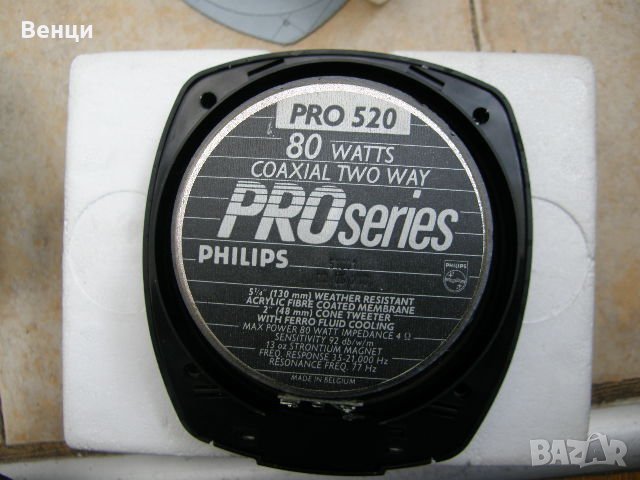 Венци
PRO 520
80 WATTS
COAXIAL TWO WAY
PROseries
PHILIPS
PHILIPS
5¼" (130 mm) WEATHER RESISTANT
ACRYLIC FIBRE COATED MEMBRANE
2" (48 mm) CONE TWEETER
WITH FERRO FLUID COOLING
MAX POWER 80 WATT IMPEDANCE 4 Ω
SENSITIVITY 92 db/w/m
13 oz STRONTIUM MAGNET
FREQ. RESPONSE 35-21,000 Hz
RESONANCE FREQ. 77 Hz
MADE IN BELGIUM
BAZAR